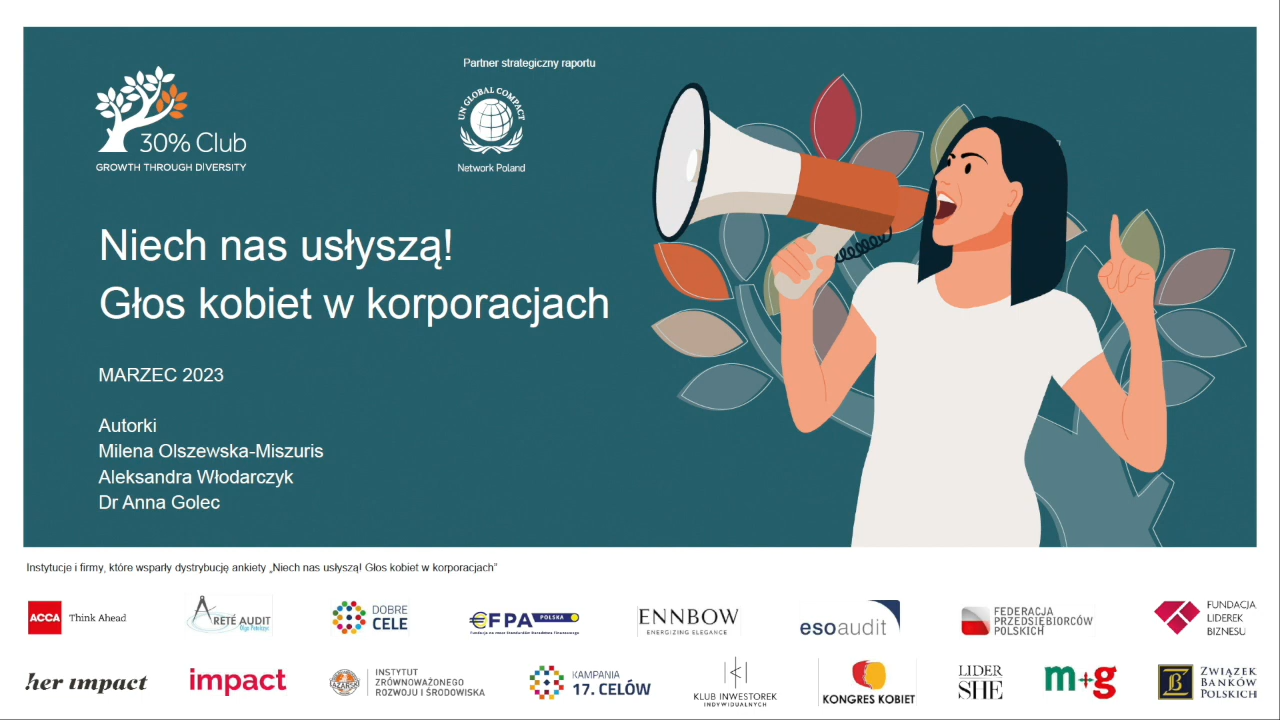 Partner strategiczny raportu
30% Club
GROWTH THROUGH DIVERSITY
UN GLOBAL COMPACT
Network Poland
Niech nas usłyszą!
Głos kobiet w korporacjach
MARZEC 2023
Autorki
Milena Olszewska-Miszuris
Aleksandra Włodarczyk
Dr Anna Golec
Instytucje i firmy, które wsparły dystrybucję ankiety „Niech nas usłyszą! Głos kobiet w korporacjach”
ACCA Think Ahead
ARETÉ AUDIT
DOBRE
CELE
€FPA POLSKA
ENNBOW
ENERGIZING ELEGANCE
esoaudit
FEDERACJA
PRZEDSIĘBIORCÓW
POLSKICH
FUNDACJA
LIDEREK
BIZNESU
her impact
impact
INSTYTUT
ZRÓWNOWAŻONEGO
ROZWOJU I ŚRODOWISKA
KAMPANIA
17. CELÓW
KLUB INWESTOREK
INDYWIDUALNYCH
KONGRES KOBIET
LIDER
SHE
m+g
ZWIĄZEK
BANKÓW
POLSKICH